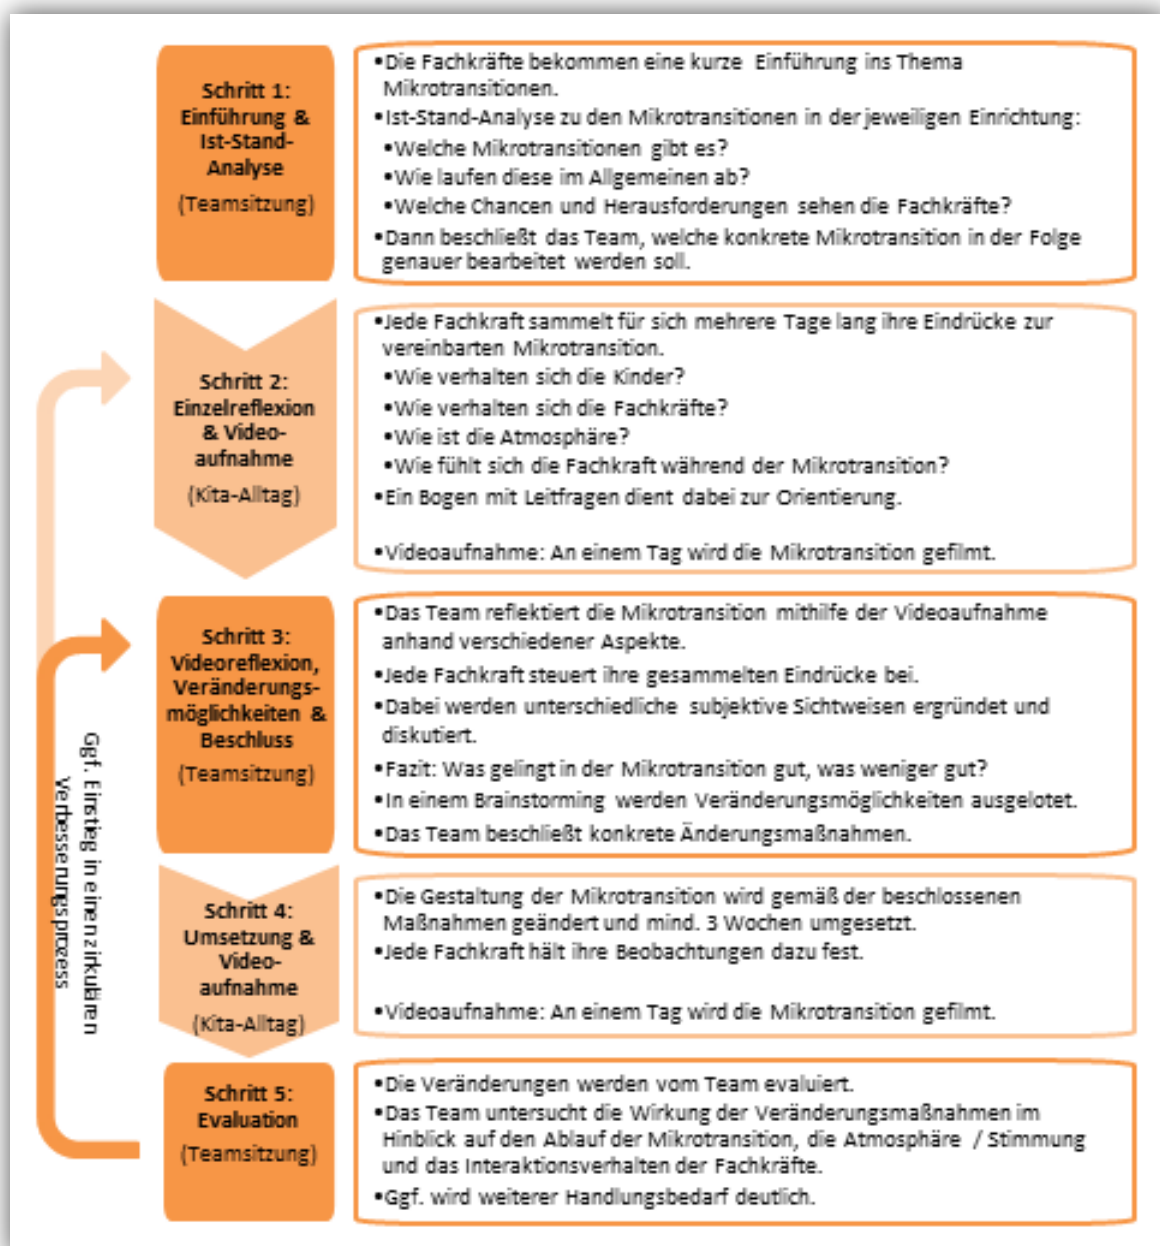 Schritt 1:
Einführung &
Ist-Stand-
Analyse
(Teamsitzung)
•Die Fachkräfte bekommen eine kurze Einführung ins Thema
Mikrotransitionen.
•Ist-Stand-Analyse zu den Mikrotransitionen in der jeweiligen Einrichtung:
•Welche Mikrotransitionen gibt es?
•Wie laufen diese im Allgemeinen ab?
•Welche Chancen und Herausforderungen sehen die Fachkräfte?
•Dann beschließt das Team, welche konkrete Mikrotransition in der Folge
genauer bearbeitet werden soll.
Schritt 2:
Einzelreflexion
& Video-
aufnahme
(Kita-Alltag)
•Jede Fachkraft sammelt für sich mehrere Tage lang ihre Eindrücke zur
vereinbarten Mikrotransition.
•Wie verhalten sich die Kinder?
•Wie verhalten sich die Fachkräfte?
•Wie ist die Atmosphäre?
•Wie fühlt sich die Fachkraft während der Mikrotransition?
•Ein Bogen mit Leitfragen dient dabei zur Orientierung.
•Videoaufnahme: An einem Tag wird die Mikrotransition gefilmt.
Schritt 3:
Videoreflexion,
Veränderungs-
möglichkeiten &
Beschluss
(Teamsitzung)
•Das Team reflektiert die Mikrotransition mithilfe der Videoaufnahme
anhand verschiedener Aspekte.
•Jede Fachkraft steuert ihre gesammelten Eindrücke bei.
•Dabei werden unterschiedliche subjektive Sichtweisen ergründet und
diskutiert.
•Fazit: Was gelingt in der Mikrotransition gut, was weniger gut?
•In einem Brainstorming werden Veränderungsmöglichkeiten ausgelotet.
•Das Team beschließt konkrete Änderungsmaßnahmen.
Schritt 4:
Umsetzung &
Video-
aufnahme
(Kita-Alltag)
•Die Gestaltung der Mikrotransition wird gemäß der beschlossenen
Maßnahmen geändert und mind. 3 Wochen umgesetzt.
•Jede Fachkraft hält ihre Beobachtungen dazu fest.
•Videoaufnahme: An einem Tag wird die Mikrotransition gefilmt.
Schritt 5:
Evaluation
(Teamsitzung)
•Die Veränderungen werden vom Team evaluiert.
•Das Team untersucht die Wirkung der Veränderungsmaßnahmen im
Hinblick auf den Ablauf der Mikrotransition, die Atmosphäre / Stimmung
und das Interaktionsverhalten der Fachkräfte.
•Ggf. wird weiterer Handlungsbedarf deutlich.
Ggf. Einstieg in einen zirkulären
Verbesserungsprozess